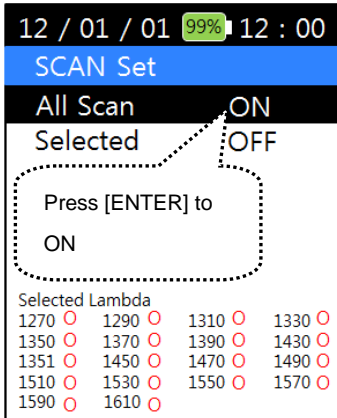 12 / 01 / 01 99% 12 : 00
SCAN Set
All Scan ON
Selected OFF
Press [ENTER] to
ON
Selected Lambda
1270 O 1290 O 1310 O 1330 O
1350 O 1370 O 1390 O 1430 O
1351 O 1450 O 1470 O 1490 O
1510 O 1530 O 1550 O 1570 O
1590 O 1610 O